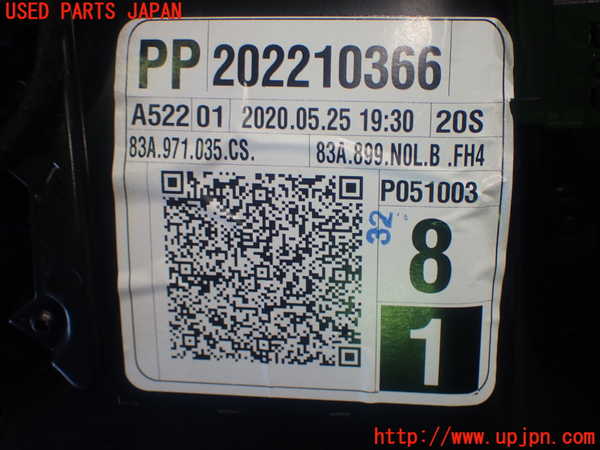 USED PARTS JAPAN
PP 202210366
A522 01 2020.05.25 19:30 20S
83A.971.035.CS. 83A.899.N0L.B .FH4
P051003
32
8
1
http://www.upjpn.com/